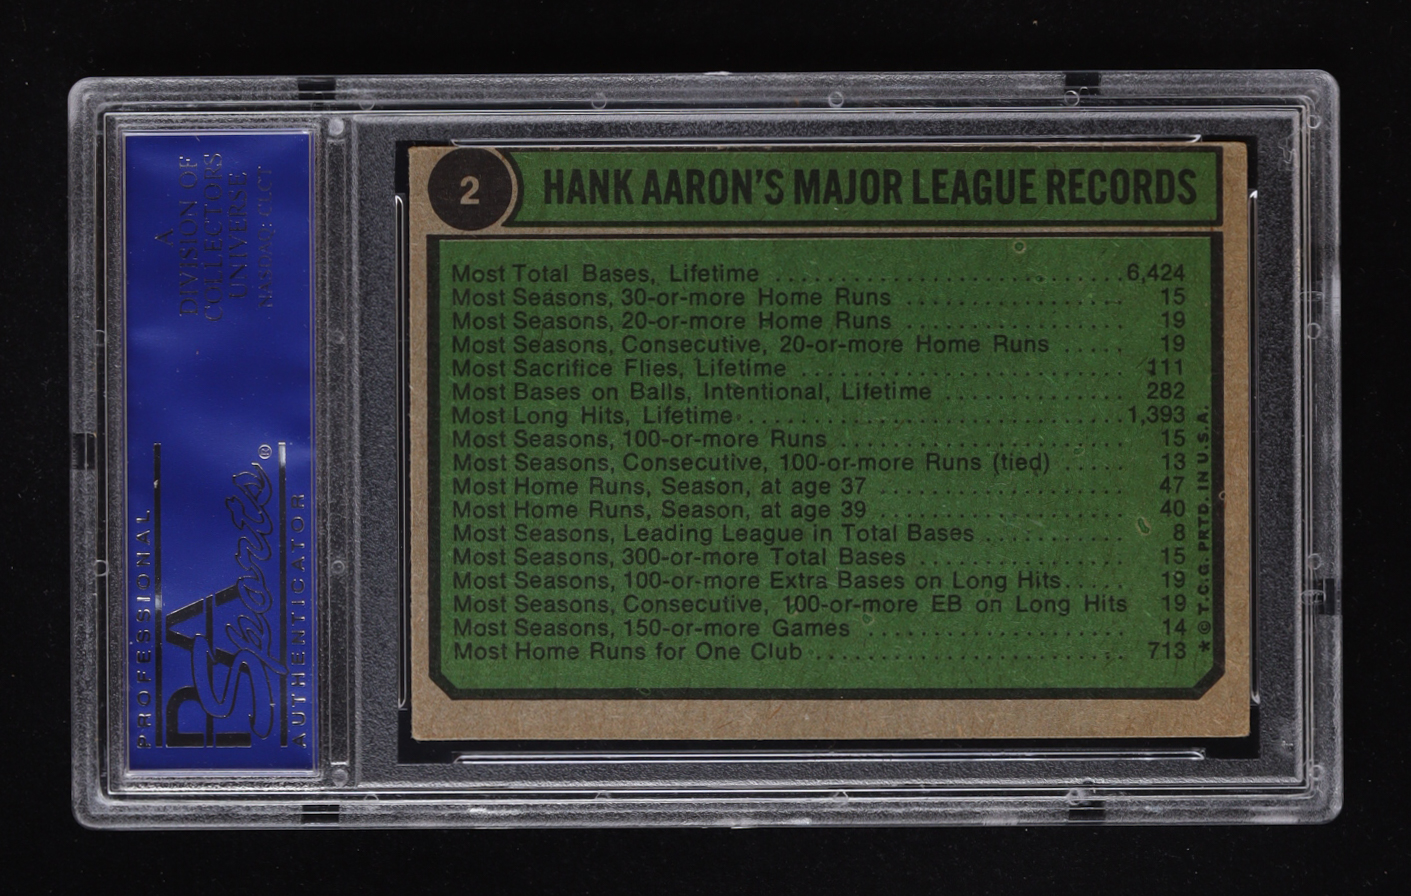 A
DIVISION OF
COLLECTORS
UNIVERSE
NASDAQ: CLCT
PROFESSIONAL
PSA
Sports®
AUTHENTICATOR
2
HANK AARON'S MAJOR LEAGUE RECORDS
Most Total Bases, Lifetime ............................. 6,424
Most Seasons, 30-or-more Home Runs .................. 15
Most Seasons, 20-or-more Home Runs ................. 19
Most Seasons, Consecutive, 20-or-more Home Runs ..... 19
Most Sacrifice Flies, Lifetime ........................... 111
Most Bases on Balls, Intentional, Lifetime .............. 282
Most Long Hits, Lifetime ................................ 1,393
Most Seasons, 100-or-more Runs ....................... 15
Most Seasons, Consecutive, 100-or-more Runs (tied) ..... 13
Most Home Runs, Season, at age 37 .................... 47
Most Home Runs, Season, at age 39 .................... 40
Most Seasons, Leading League in Total Bases ........... 8
Most Seasons, 300-or-more Total Bases ................. 15
Most Seasons, 100-or-more Extra Bases on Long Hits ..... 19
Most Seasons, Consecutive, 100-or-more EB on Long Hits 19
Most Seasons, 150-or-more Games ..................... 14
Most Home Runs for One Club ......................... 713
* © T.C.G. PRTD. IN U.S.A.